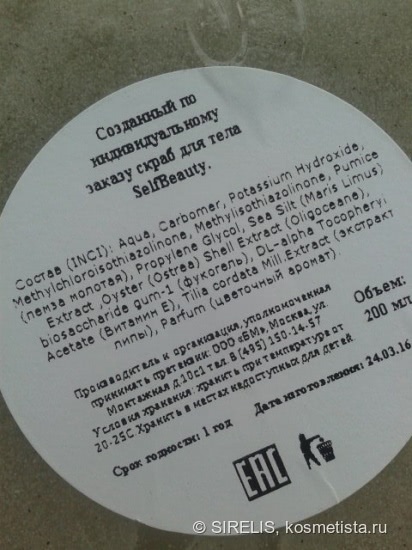 Созданный по
индивидуальному
заказу скраб для тела
SelfBeauty.
Состав (INCI): Aqua, Carbomer, Potassium Hydroxide,
Methylchloroisothiazolinone, Methylisothiazolinone, Pumice
(пемза молотая), Propylene Glycol, Sea Silt (Maris Limus)
Extract ,Oyster (Ostrea) Shell Extract (Oligoceane),
biosaccharide gum-1 (фукогель), DL-alpha Tocopheryl
Acetate (Витамин Е), Tilia cordata Mill.Extract (экстракт
липы), Parfum (цветочный аромат).
Объем:
200 мл
Производитель и организация, уполномоченная
принимать претензии: ООО «БМ», Москва, ул.
Монтажная д.10с1 тел. 8 (495) 150-14-57
Условия хранения: хранить при температуре от
20-25С Хранить в местах недоступных для детей.
Срок годности: 1 год
Дата изготовления: 24.03.16
EAC
© SIRELIS, kosmetista.ru